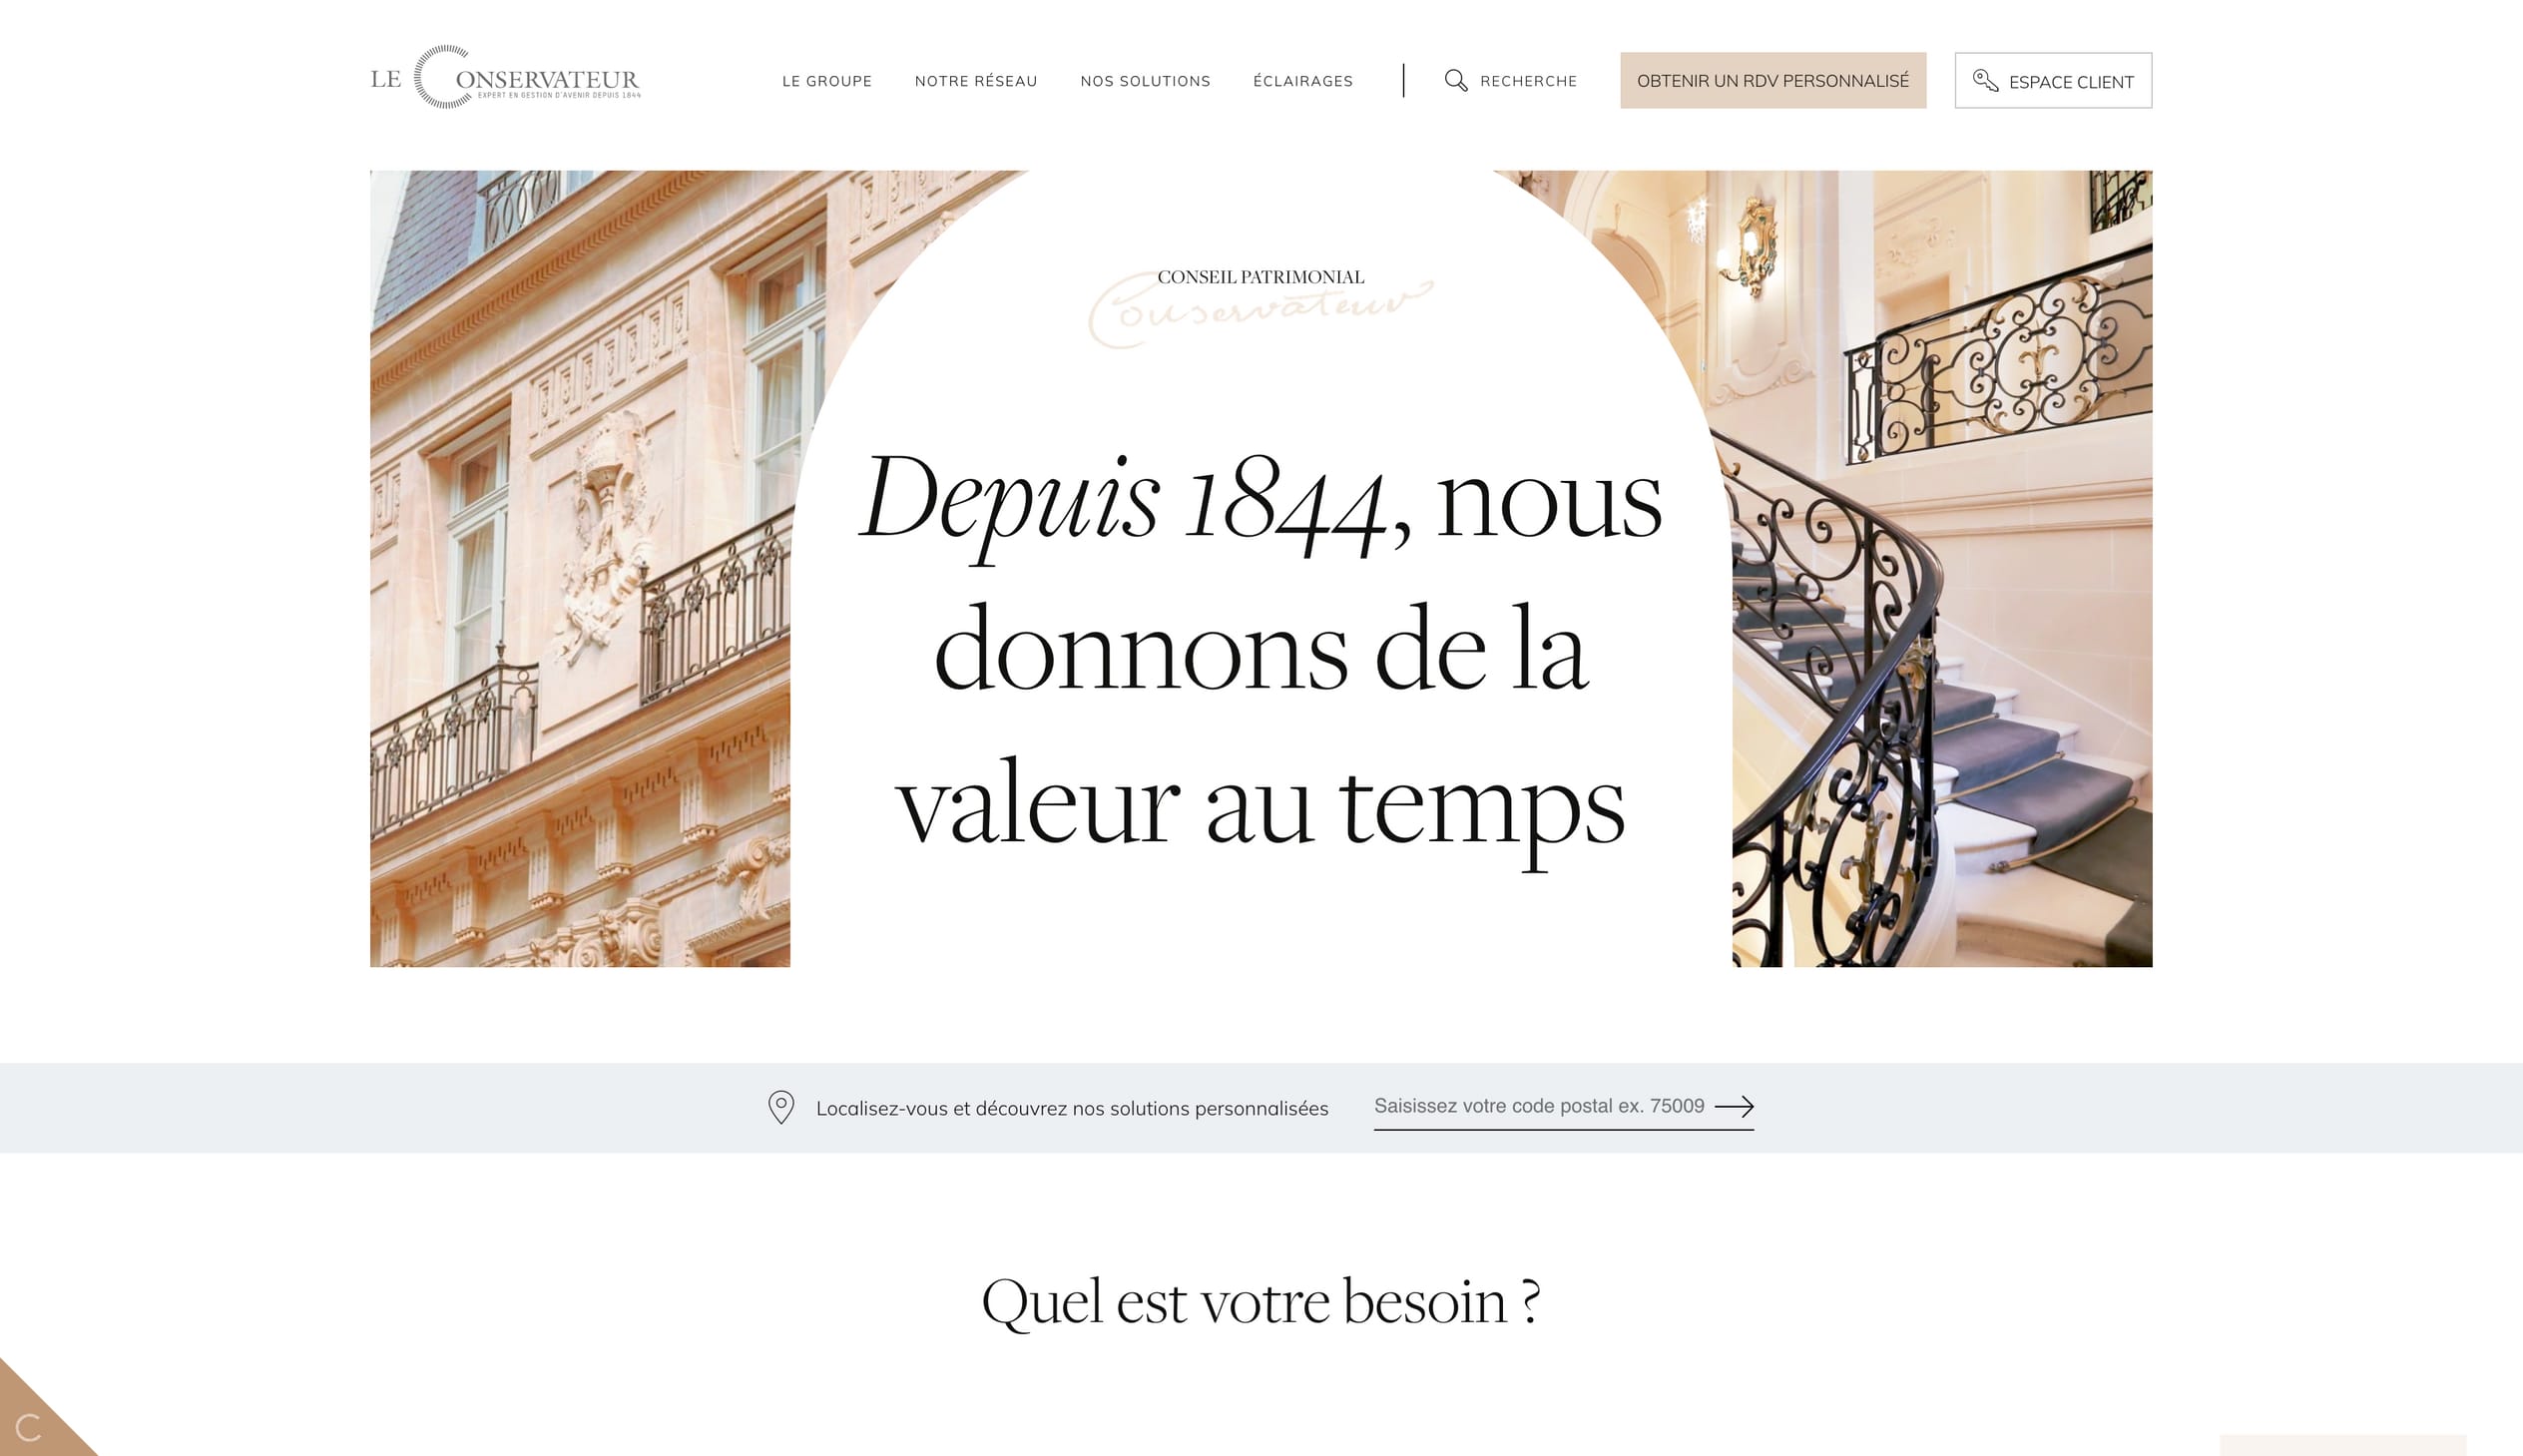 LE CONSERVATEUR
EXPERT EN GESTION D'AVENIR DEPUIS 1844
LE GROUPE
NOTRE RÉSEAU
NOS SOLUTIONS
ÉCLAIRAGES
RECHERCHE
OBTENIR UN RDV PERSONNALISÉ
ESPACE CLIENT
CONSEIL PATRIMONIAL
Conservateur
Depuis 1844, nous
donnons de la
valeur au temps
Localisez-vous et découvrez nos solutions personnalisées
Saisissez votre code postal ex. 75009
Quel est votre besoin ?